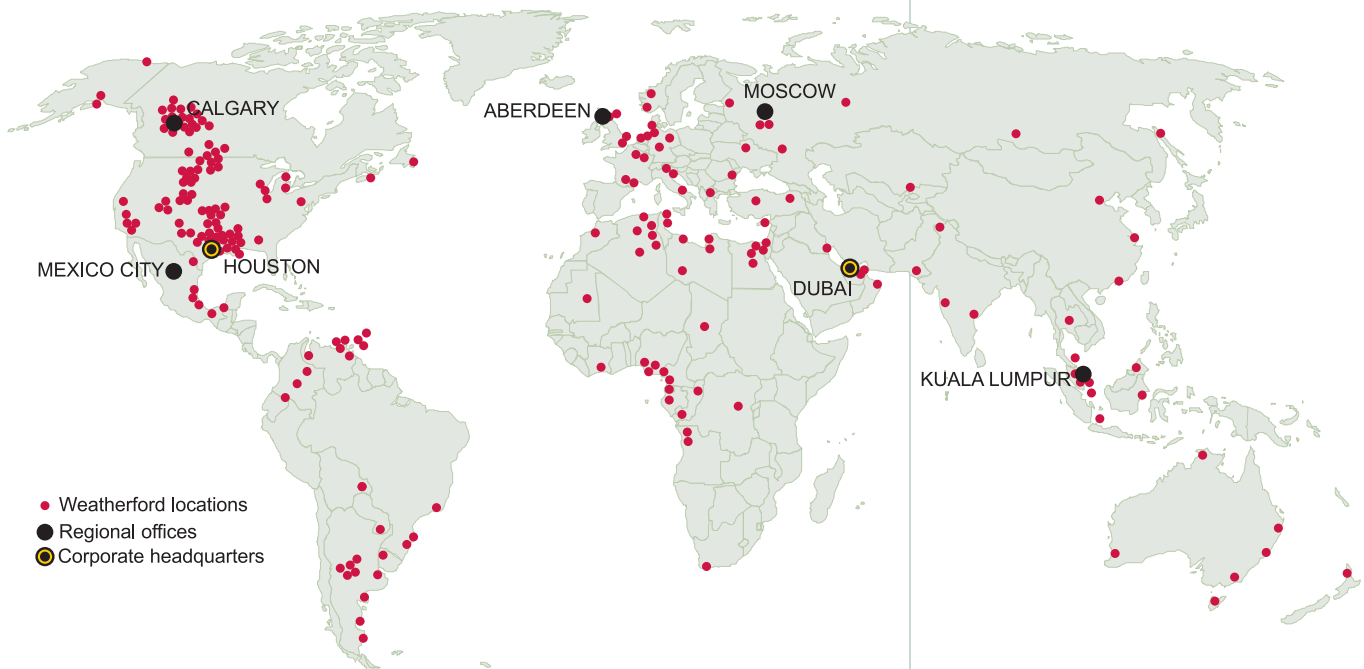 CALGARY
ABERDEEN
MOSCOW
MEXICO CITY
HOUSTON
DUBAI
KUALA LUMPUR
Weatherford locations
Regional offices
Corporate headquarters